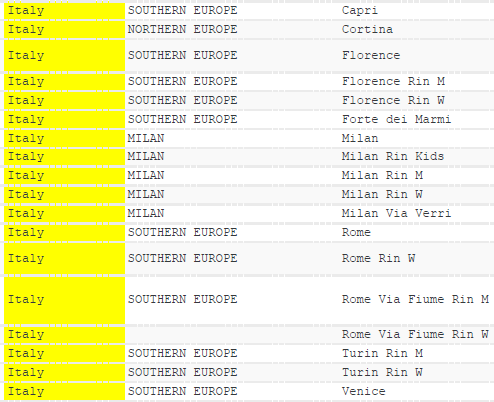 Italy SOUTHERN EUROPE Capri
Italy NORTHERN EUROPE Cortina
Italy SOUTHERN EUROPE Florence
Italy SOUTHERN EUROPE Florence Rin M
Italy SOUTHERN EUROPE Florence Rin W
Italy SOUTHERN EUROPE Forte dei Marmi
Italy MILAN Milan
Italy MILAN Milan Rin Kids
Italy MILAN Milan Rin M
Italy MILAN Milan Rin W
Italy MILAN Milan Via Verri
Italy SOUTHERN EUROPE Rome
Italy SOUTHERN EUROPE Rome Rin W
Italy SOUTHERN EUROPE Rome Via Fiume Rin M
Italy Rome Via Fiume Rin W
Italy SOUTHERN EUROPE Turin Rin M
Italy SOUTHERN EUROPE Turin Rin W
Italy SOUTHERN EUROPE Venice